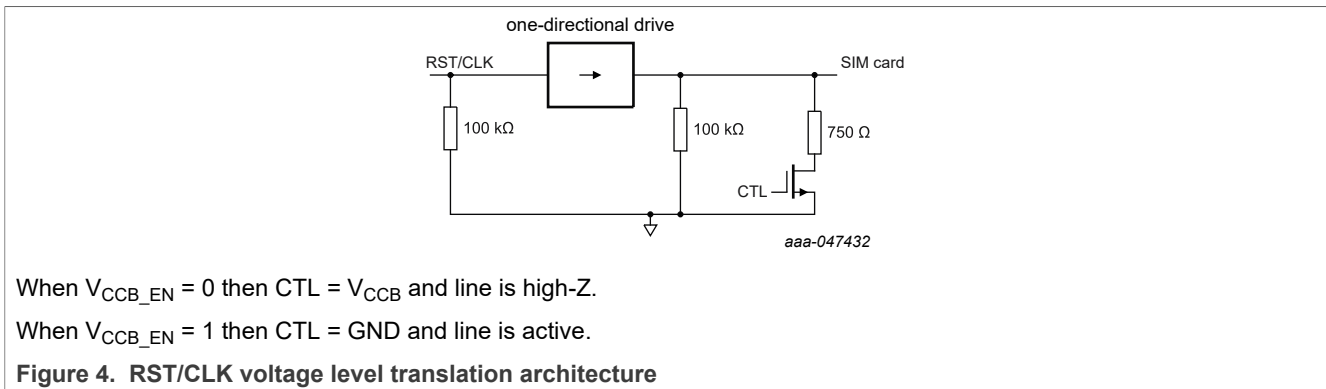 one-directional drive
RST/CLK
SIM card
100 kΩ
100 kΩ
750 Ω
CTL
aaa-047432
When V_CCB_EN = 0 then CTL = V_CCB and line is high-Z.
When V_CCB_EN = 1 then CTL = GND and line is active.
Figure 4. RST/CLK voltage level translation architecture